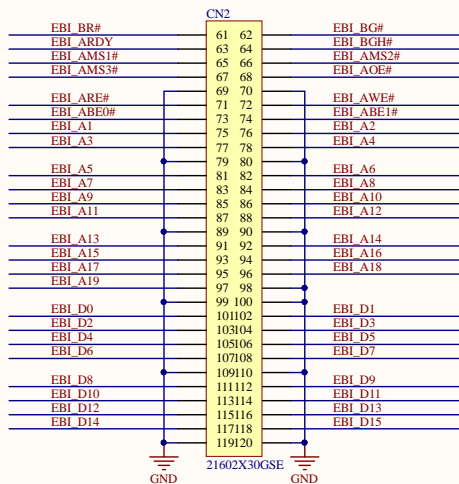 CN2
EBI_BR# 61 62 EBI_BG#
EBI_ARDY 63 64 EBI_BGH#
EBI_AMS1# 65 66 EBI_AMS2#
EBI_AMS3# 67 68 EBI_AOE#
69 70
EBI_ARE# 71 72 EBI_AWE#
EBI_ABE0# 73 74 EBI_ABE1#
EBI_A1 75 76 EBI_A2
EBI_A3 77 78 EBI_A4
79 80
EBI_A5 81 82 EBI_A6
EBI_A7 83 84 EBI_A8
EBI_A9 85 86 EBI_A10
EBI_A11 87 88 EBI_A12
89 90
EBI_A13 91 92 EBI_A14
EBI_A15 93 94 EBI_A16
EBI_A17 95 96 EBI_A18
EBI_A19 97 98
99 100
EBI_D0 101 102 EBI_D1
EBI_D2 103 104 EBI_D3
EBI_D4 105 106 EBI_D5
EBI_D6 107 108 EBI_D7
109 110
EBI_D8 111 112 EBI_D9
EBI_D10 113 114 EBI_D11
EBI_D12 115 116 EBI_D13
EBI_D14 117 118 EBI_D15
119 120
21602X30GSE
GND GND